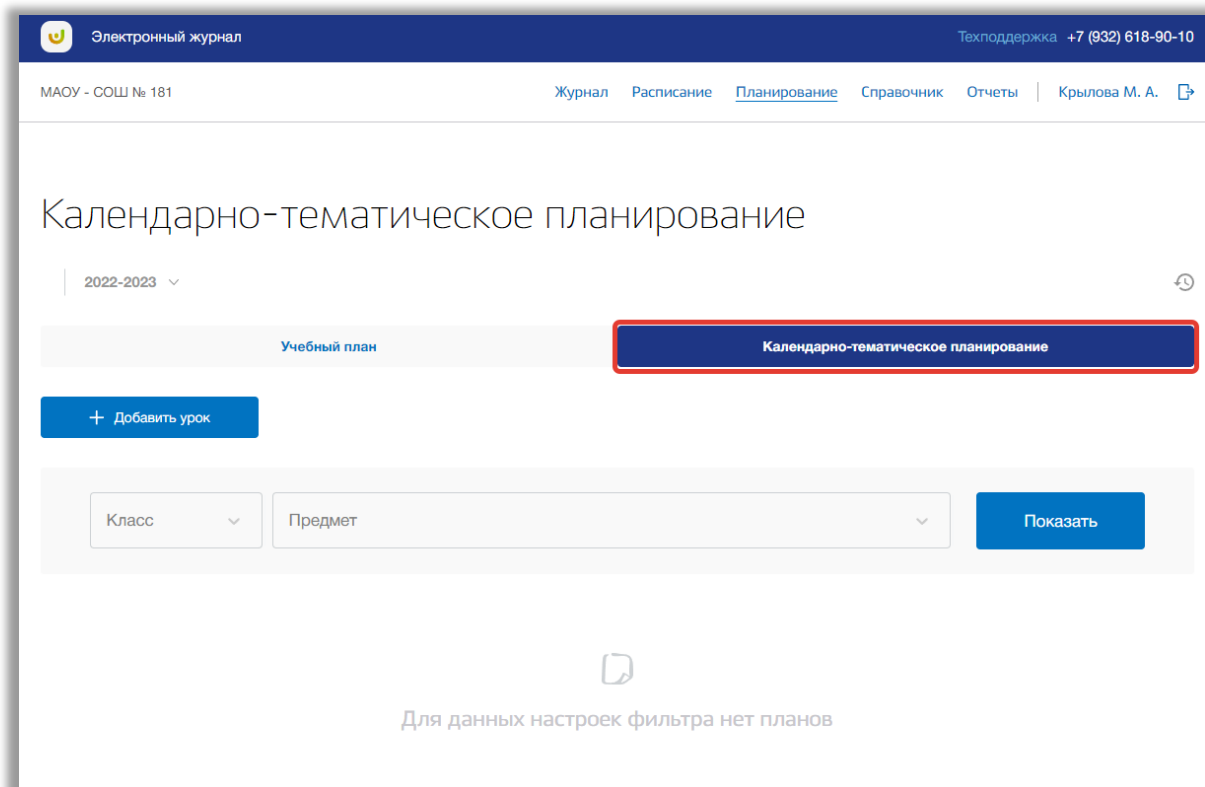 Электронный журнал Техподдержка +7 (932) 618-90-10
МАОУ - СОШ № 181 Журнал Расписание Планирование Справочник Отчеты Крылова М. А.
Календарно-тематическое планирование
2022-2023
Учебный план Календарно-тематическое планирование
+ Добавить урок
Класс Предмет Показать
Для данных настроек фильтра нет планов